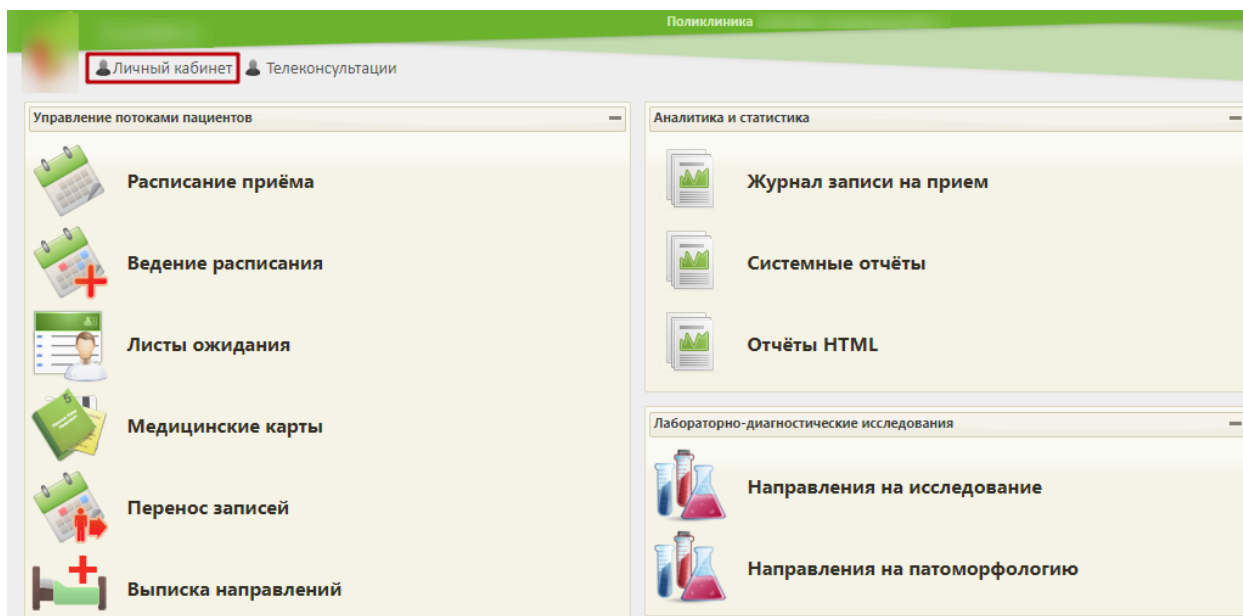 Поликлиника
Личный кабинет
Телеконсультации
Управление потоками пациентов
Расписание приёма
Ведение расписания
Листы ожидания
Медицинские карты
Перенос записей
Выписка направлений
Аналитика и статистика
Журнал записи на прием
Системные отчёты
Отчёты HTML
Лабораторно-диагностические исследования
Направления на исследование
Направления на патоморфологию